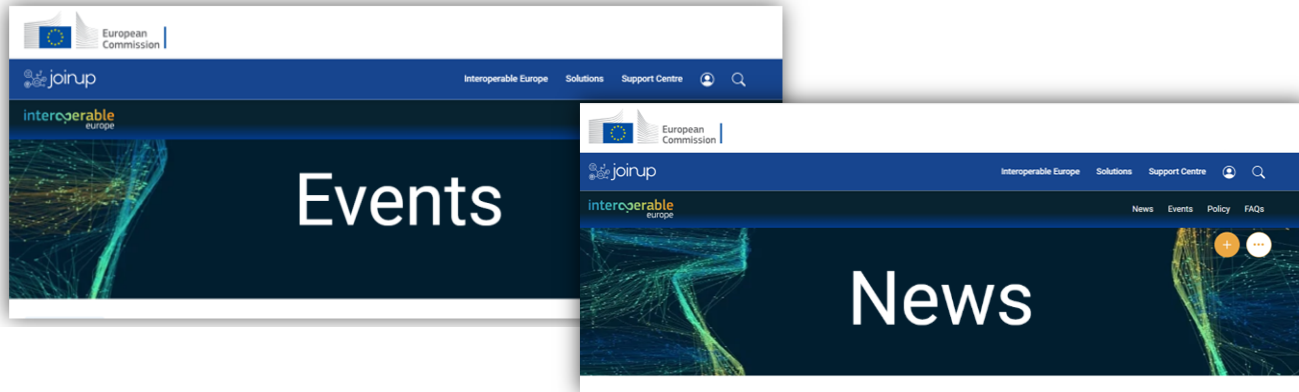 European
Commission
joinup
Interoperable Europe Solutions Support Centre
interoperable
europe
Events
European
Commission
joinup
Interoperable Europe Solutions Support Centre
interoperable
europe
News Events Policy FAQs
News